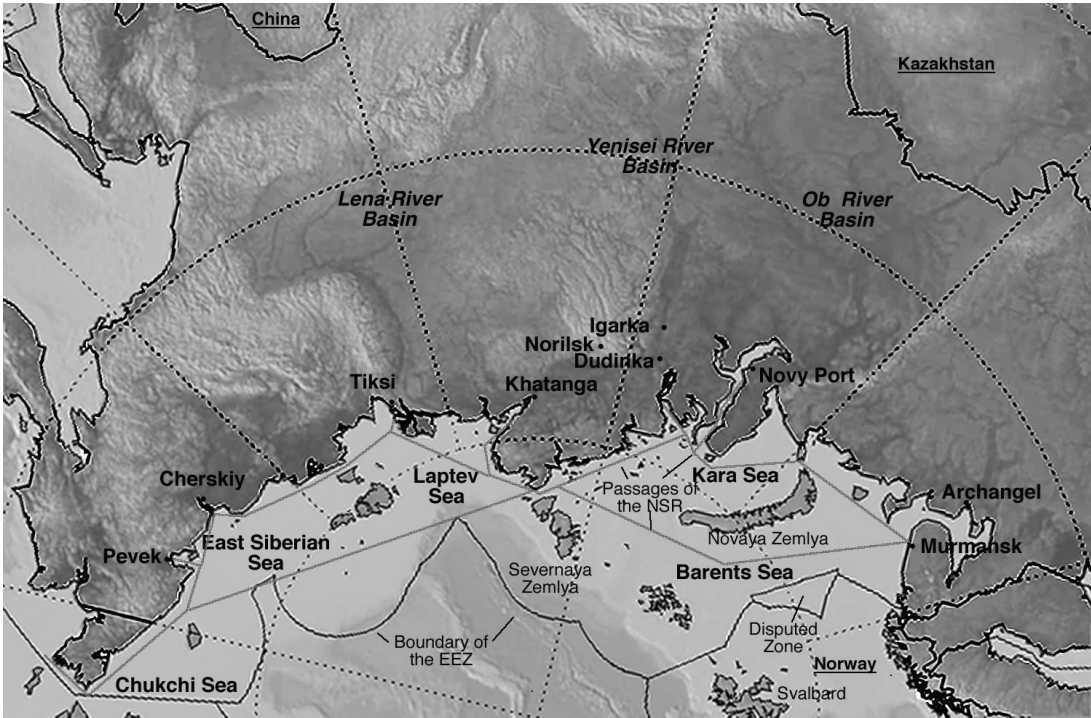 China
Kazakhstan
Yenisei River
Basin
Lena River
Basin
Ob River
Basin
Igarka
Norilsk
Dudinka
Tiksi
Khatanga
Novy Port
Cherskiy
Laptev
Sea
Kara Sea
Passages of
the NSR
Archangel
Pevek
East Siberian
Sea
Novaya Zemlya
Murmansk
Severnaya
Zemlya
Barents Sea
Boundary of
the EEZ
Disputed
Zone
Norway
Chukchi Sea
Svalbard